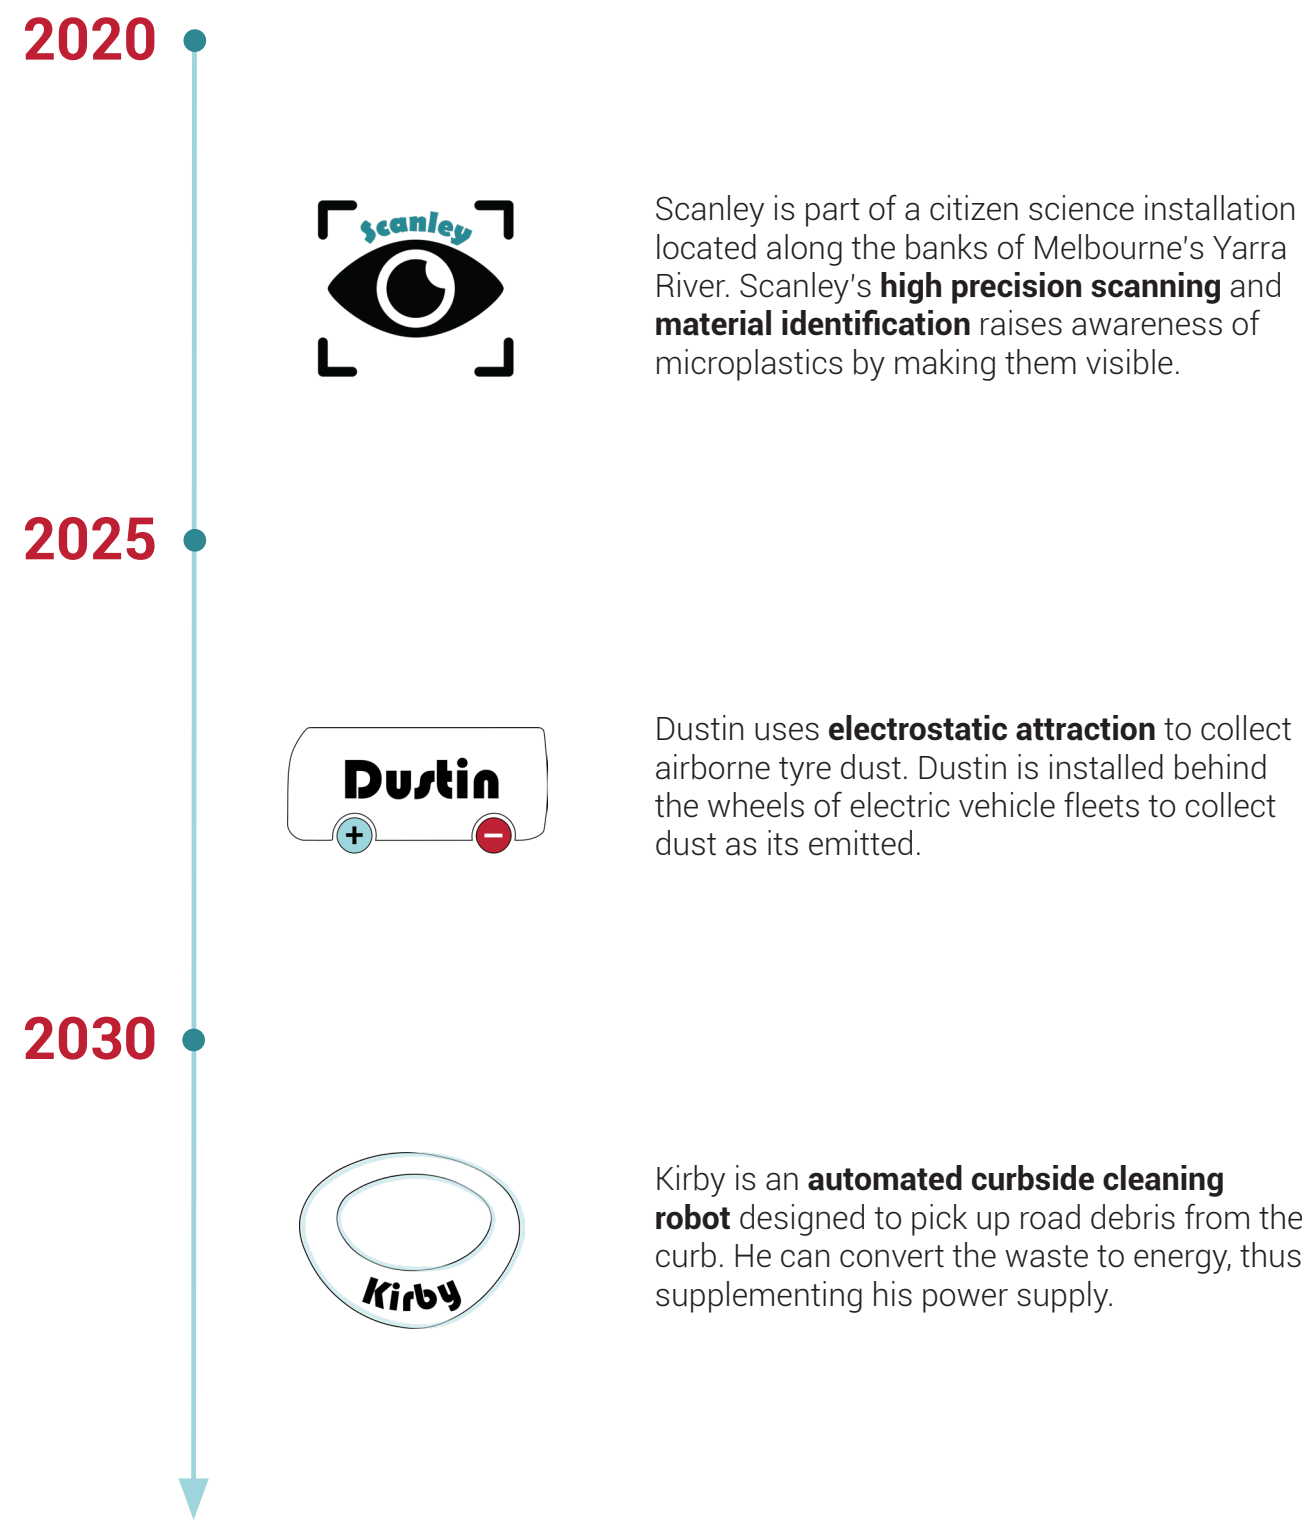 2020
Scanley
Scanley is part of a citizen science installation
located along the banks of Melbourne's Yarra
River. Scanley's high precision scanning and
material identification raises awareness of
microplastics by making them visible.
2025
Dustin
+
−
Dustin uses electrostatic attraction to collect
airborne tyre dust. Dustin is installed behind
the wheels of electric vehicle fleets to collect
dust as its emitted.
2030
Kirby
Kirby is an automated curbside cleaning
robot designed to pick up road debris from the
curb. He can convert the waste to energy, thus
supplementing his power supply.